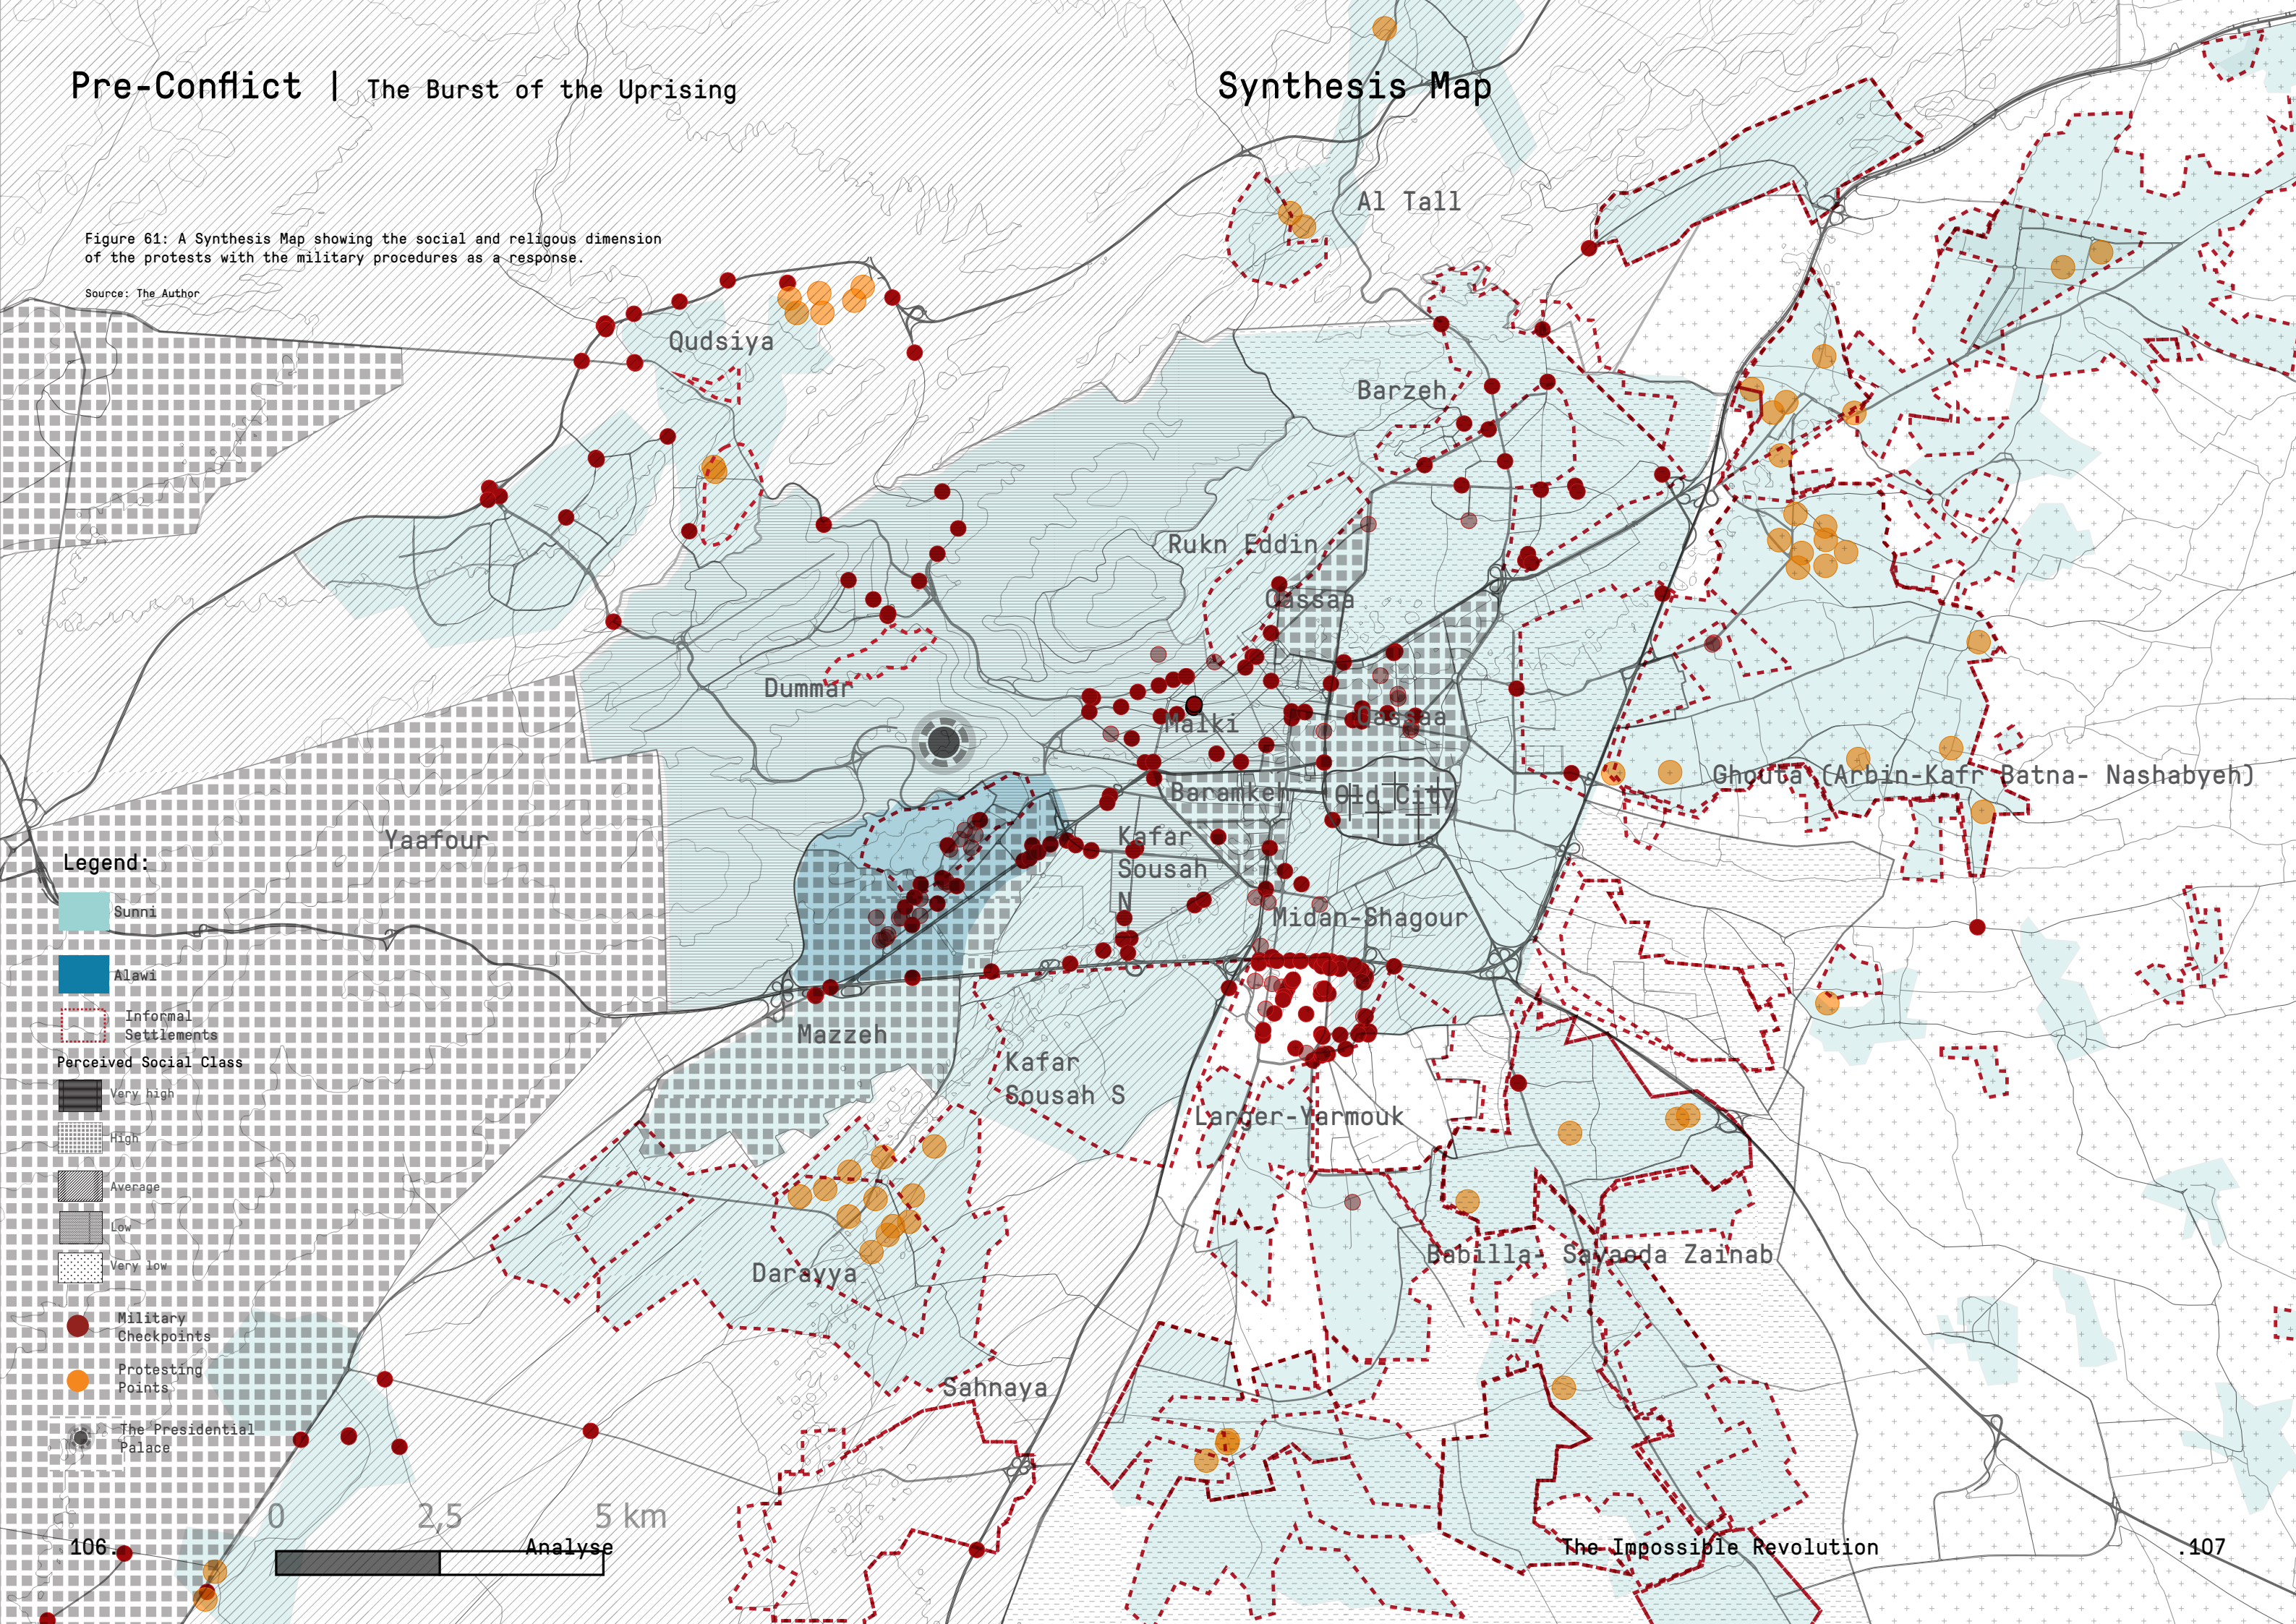 Pre-Conflict | The Burst of the Uprising
Synthesis Map
Figure 61: A Synthesis Map showing the social and religous dimension
of the protests with the military procedures as a response.
Source: The Author
Al Tall
Qudsiya
Barzeh
Rukn Eddin
Qassaa
Dummar
Malki
Qassaa
Ghouta (Arbin-Kafr Batna- Nashabyeh)
Baramkeh
Old City
Yaafour
Kafar
Sousah
N
Midan-Shagour
Mazzeh
Kafar
Sousah S
Larger-Yarmouk
Babilla- Sayaeda Zainab
Darayya
Sahnaya
Legend:
Sunni
Alawi
Informal
Settlements
Perceived Social Class
Very high
High
Average
Low
Very low
Military
Checkpoints
Protesting
Points
The Presidential
Palace
0 2,5 5 km
106.
Analyse
The Impossible Revolution
.107